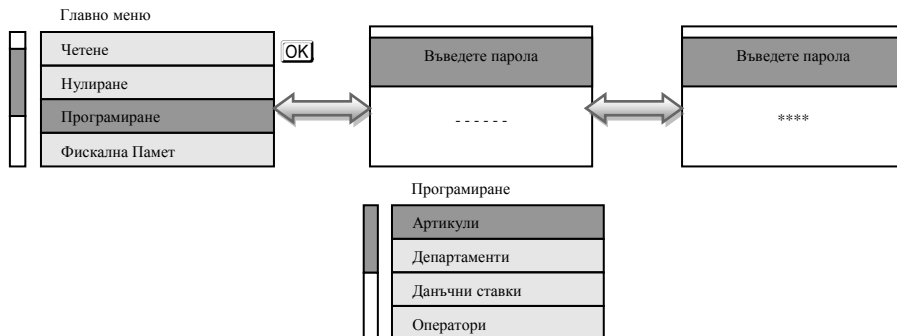 Главно меню
Четене
OK
Нулиране
Програмиране
Фискална Памет
Въведете парола
- - - - - -
Въведете парола
****
Програмиране
Артикули
Департаменти
Данъчни ставки
Оператори